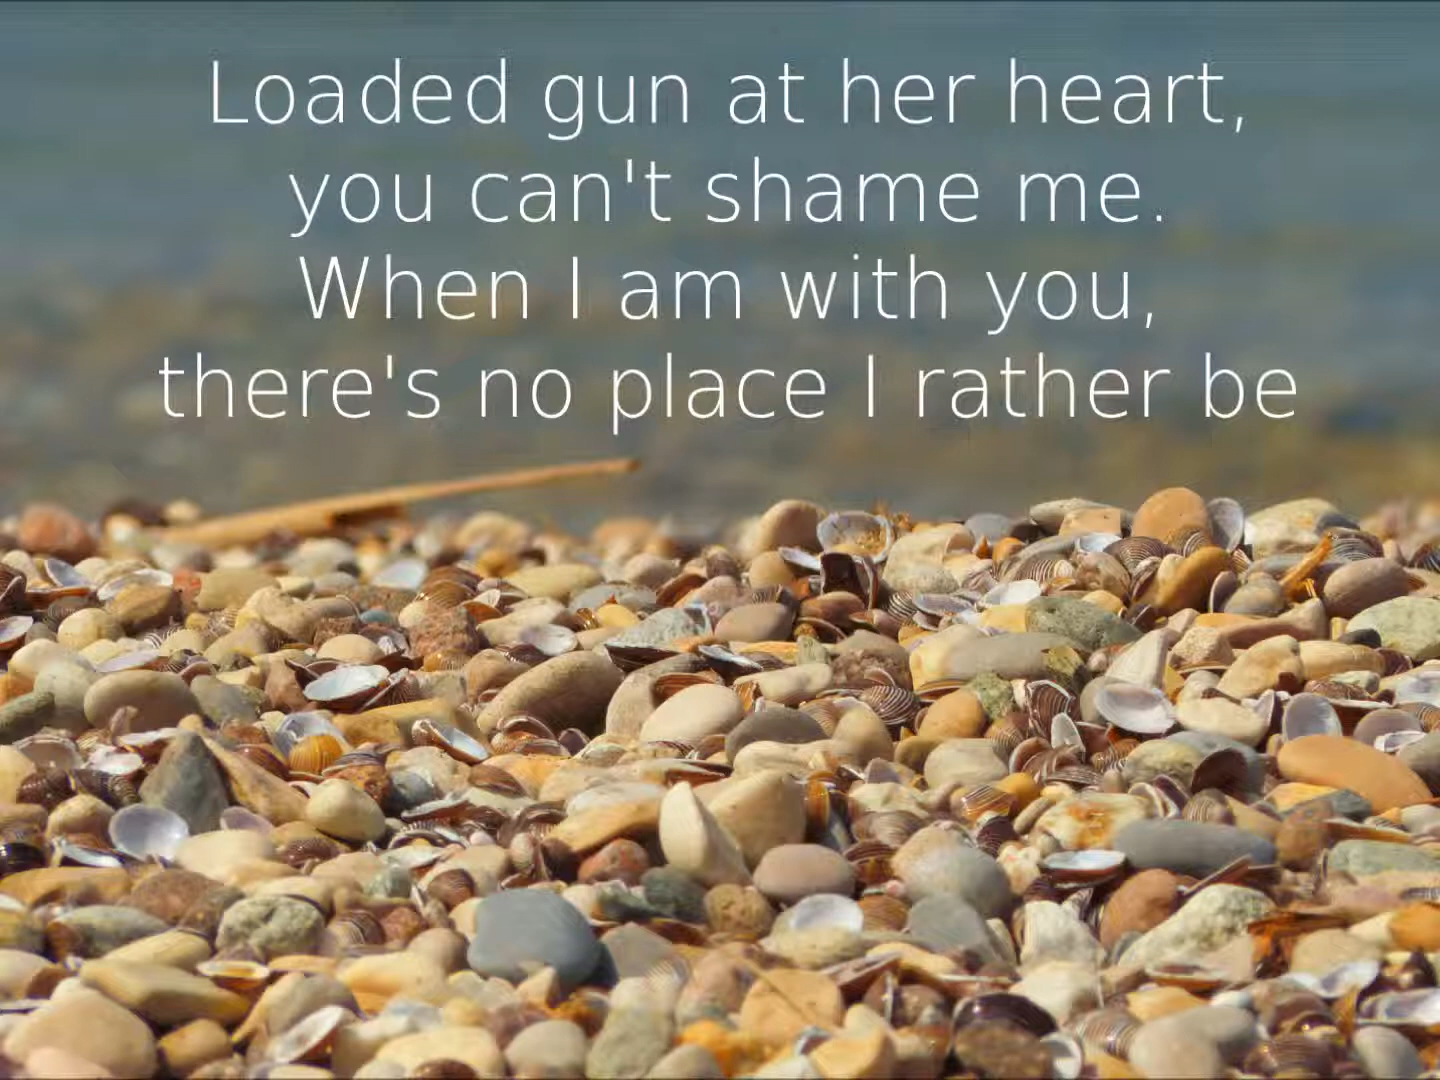 Loaded gun at her heart,
you can't shame me.
When I am with you,
there's no place I rather be